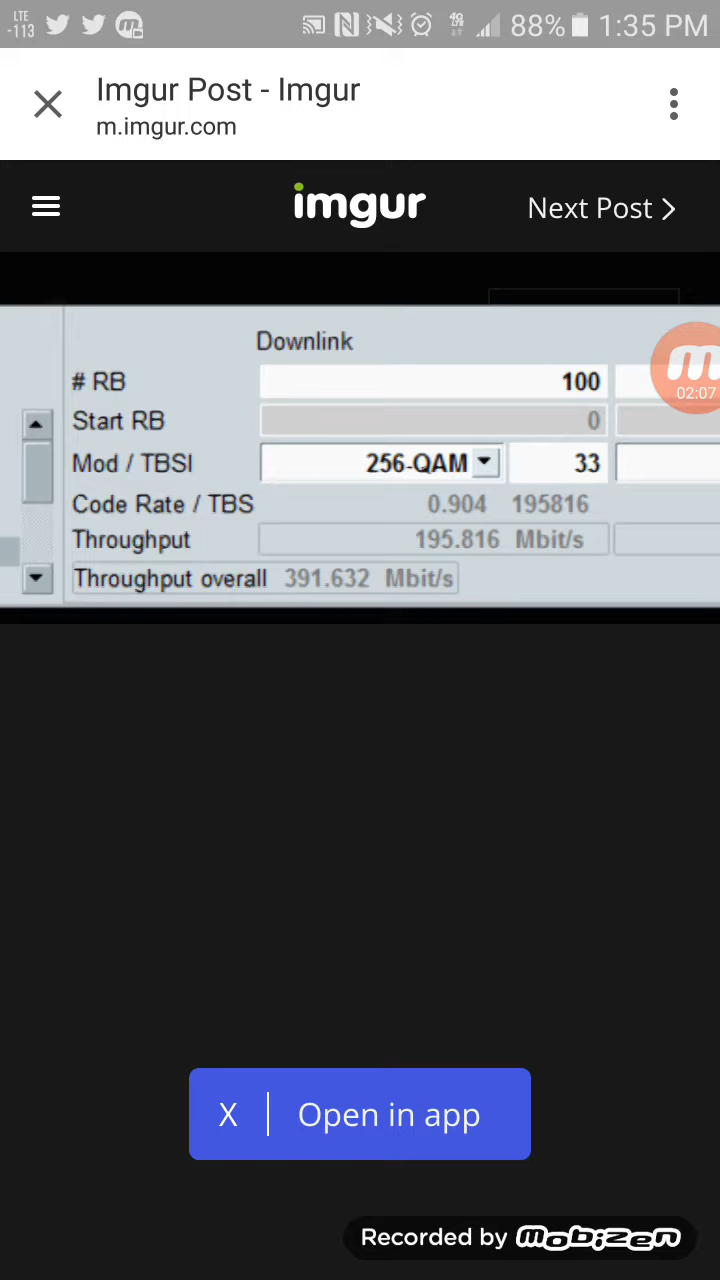 LTE
-113
4G 88% 1:35 PM
Imgur Post - Imgur
m.imgur.com
imgur
Next Post
Downlink
# RB 100
Start RB 0
02:07
Mod / TBSI 256-QAM 33
Code Rate / TBS 0.904 195816
Throughput 195.816 Mbit/s
Throughput overall 391.632 Mbit/s
X | Open in app
Recorded by mobizen